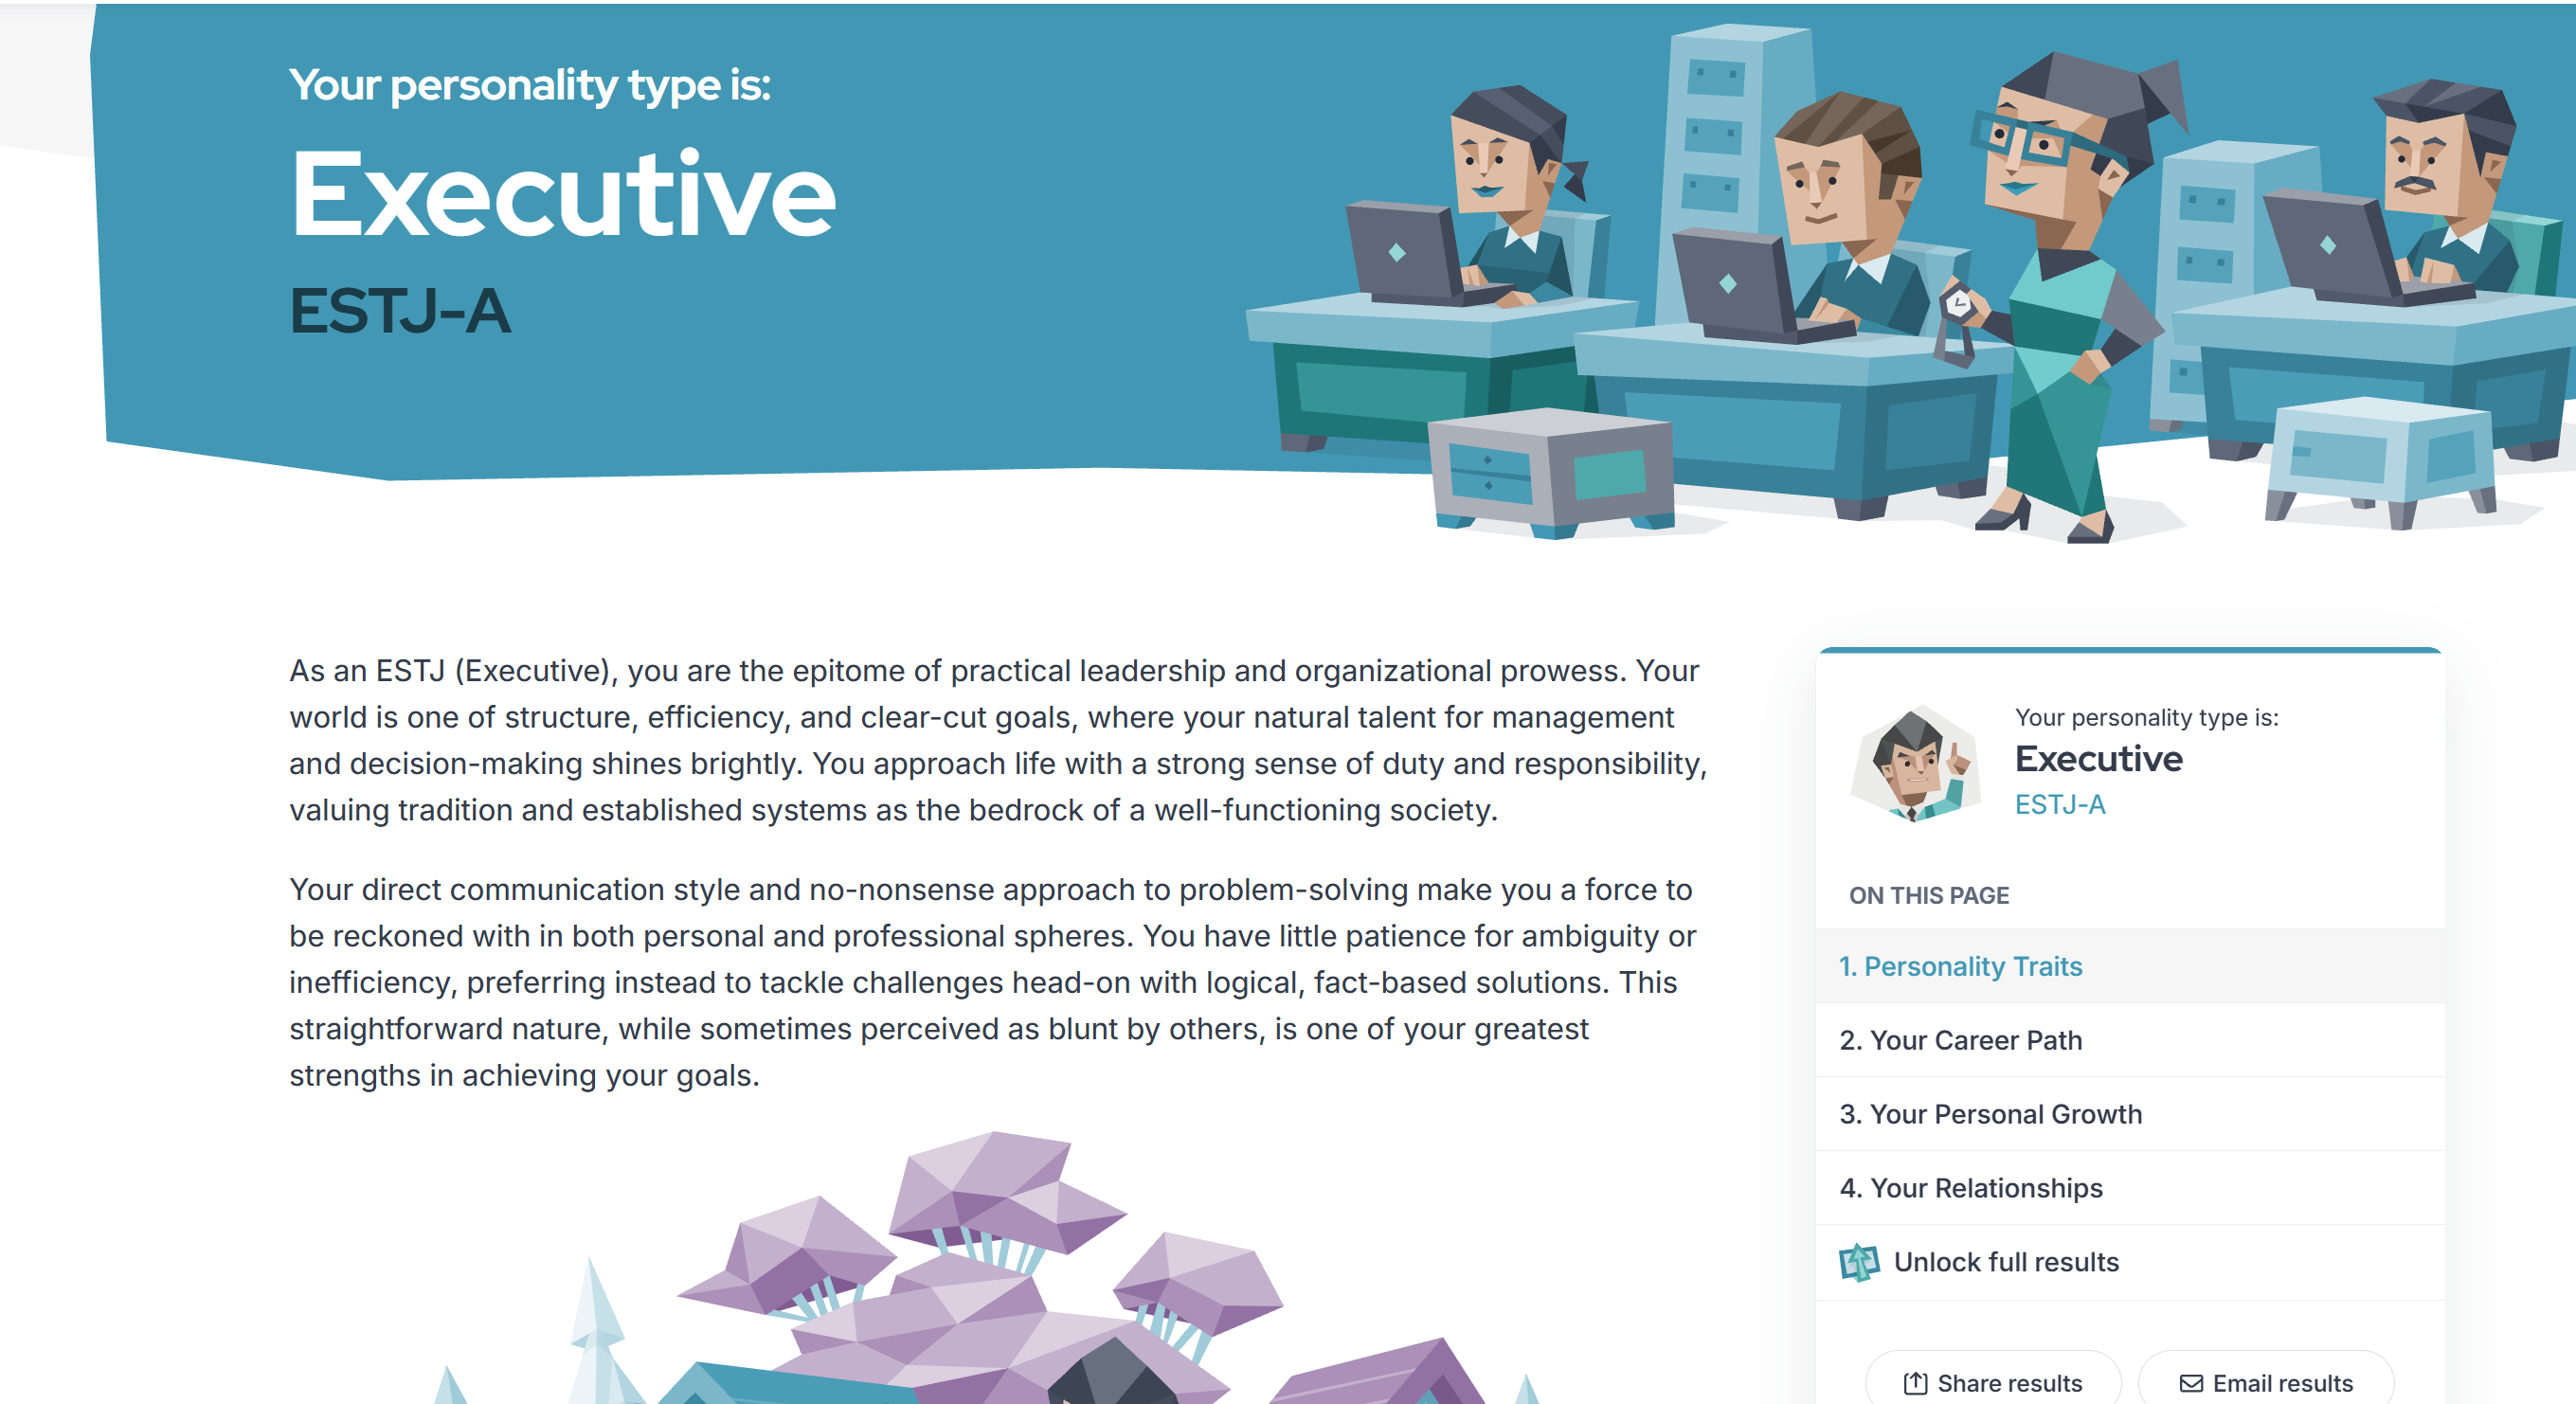 Your personality type is:
Executive
ESTJ-A
As an ESTJ (Executive), you are the epitome of practical leadership and organizational prowess. Your
world is one of structure, efficiency, and clear-cut goals, where your natural talent for management
and decision-making shines brightly. You approach life with a strong sense of duty and responsibility,
valuing tradition and established systems as the bedrock of a well-functioning society.
Your direct communication style and no-nonsense approach to problem-solving make you a force to
be reckoned with in both personal and professional spheres. You have little patience for ambiguity or
inefficiency, preferring instead to tackle challenges head-on with logical, fact-based solutions. This
straightforward nature, while sometimes perceived as blunt by others, is one of your greatest
strengths in achieving your goals.
Your personality type is:
Executive
ESTJ-A
ON THIS PAGE
1. Personality Traits
2. Your Career Path
3. Your Personal Growth
4. Your Relationships
Unlock full results
Share results
Email results